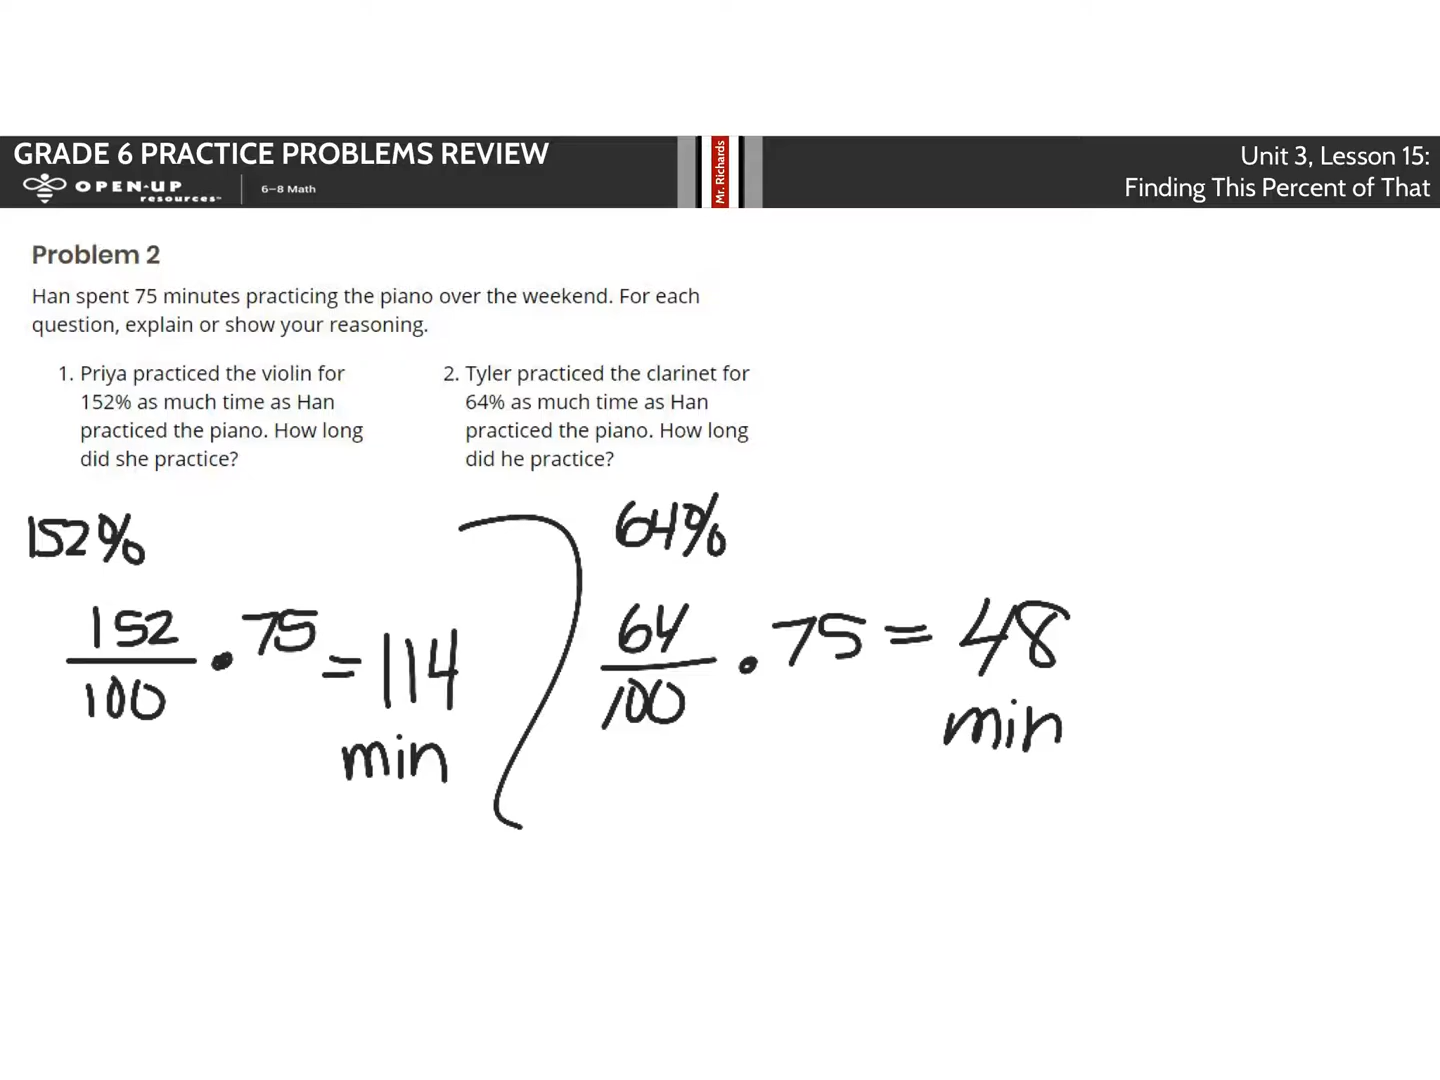 GRADE 6 PRACTICE PROBLEMS REVIEW
OPEN-UP resources™ 6–8 Math
Mr. Richards
Unit 3, Lesson 15:
Finding This Percent of That
Problem 2
Han spent 75 minutes practicing the piano over the weekend. For each
question, explain or show your reasoning.
1. Priya practiced the violin for
152% as much time as Han
practiced the piano. How long
did she practice?
2. Tyler practiced the clarinet for
64% as much time as Han
practiced the piano. How long
did he practice?
152%
152
100
• 75
= 114
min
64%
64
100
• 75 = 48
min